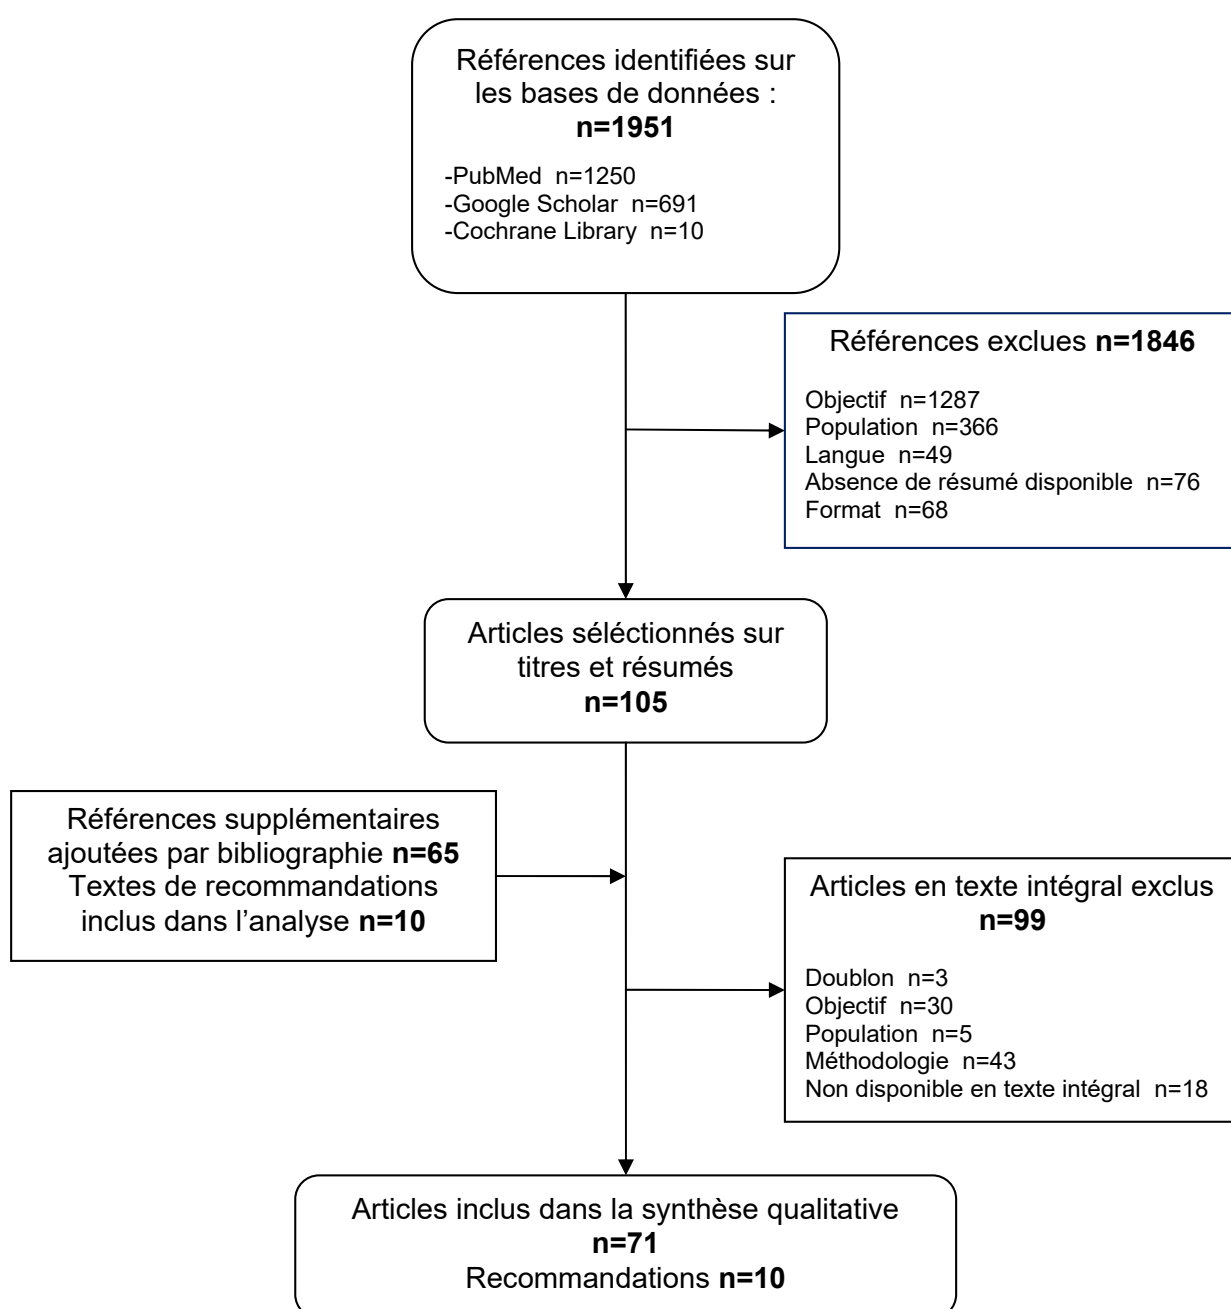 Références identifiées sur
les bases de données :
n=1951
-PubMed n=1250
-Google Scholar n=691
-Cochrane Library n=10
Références exclues n=1846
Objectif n=1287
Population n=366
Langue n=49
Absence de résumé disponible n=76
Format n=68
Articles séléctionnés sur
titres et résumés
n=105
Références supplémentaires
ajoutées par bibliographie n=65
Textes de recommandations
inclus dans l’analyse n=10
Articles en texte intégral exclus
n=99
Doublon n=3
Objectif n=30
Population n=5
Méthodologie n=43
Non disponible en texte intégral n=18
Articles inclus dans la synthèse qualitative
n=71
Recommandations n=10